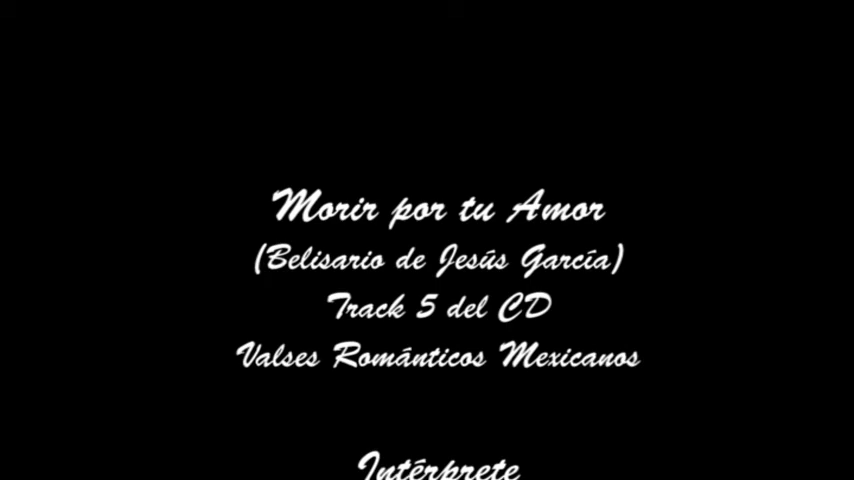 Morir por tu Amor
(Belisario de Jesús García)
Track 5 del CD
Valses Románticos Mexicanos
Intérprete